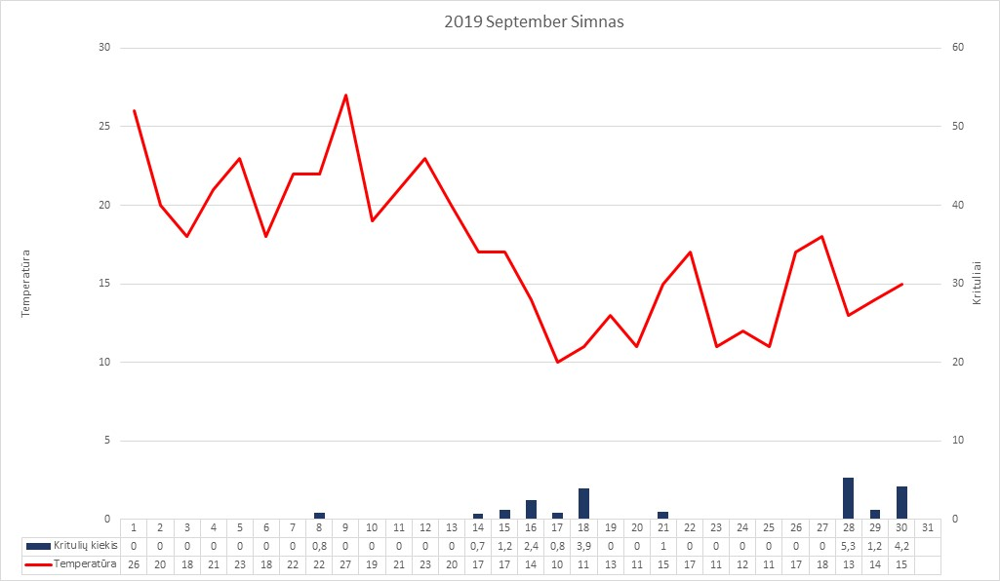 2019 September Simnas
30 60
25 50
20 40
15 30
10 20
5 10
0 0
Temperatūra
Krituliai
1 2 3 4 5 6 7 8 9 10 11 12 13 14 15 16 17 18 19 20 21 22 23 24 25 26 27 28 29 30 31
Kritulių kiekis 0 0 0 0 0 0 0 0,8 0 0 0 0 0 0,7 1,2 2,4 0,8 3,9 0 0 1 0 0 0 0 0 0 5,3 1,2 4,2
Temperatūra 26 20 18 21 23 18 22 22 27 19 21 23 20 17 17 14 10 11 13 11 15 17 11 12 11 17 18 13 14 15